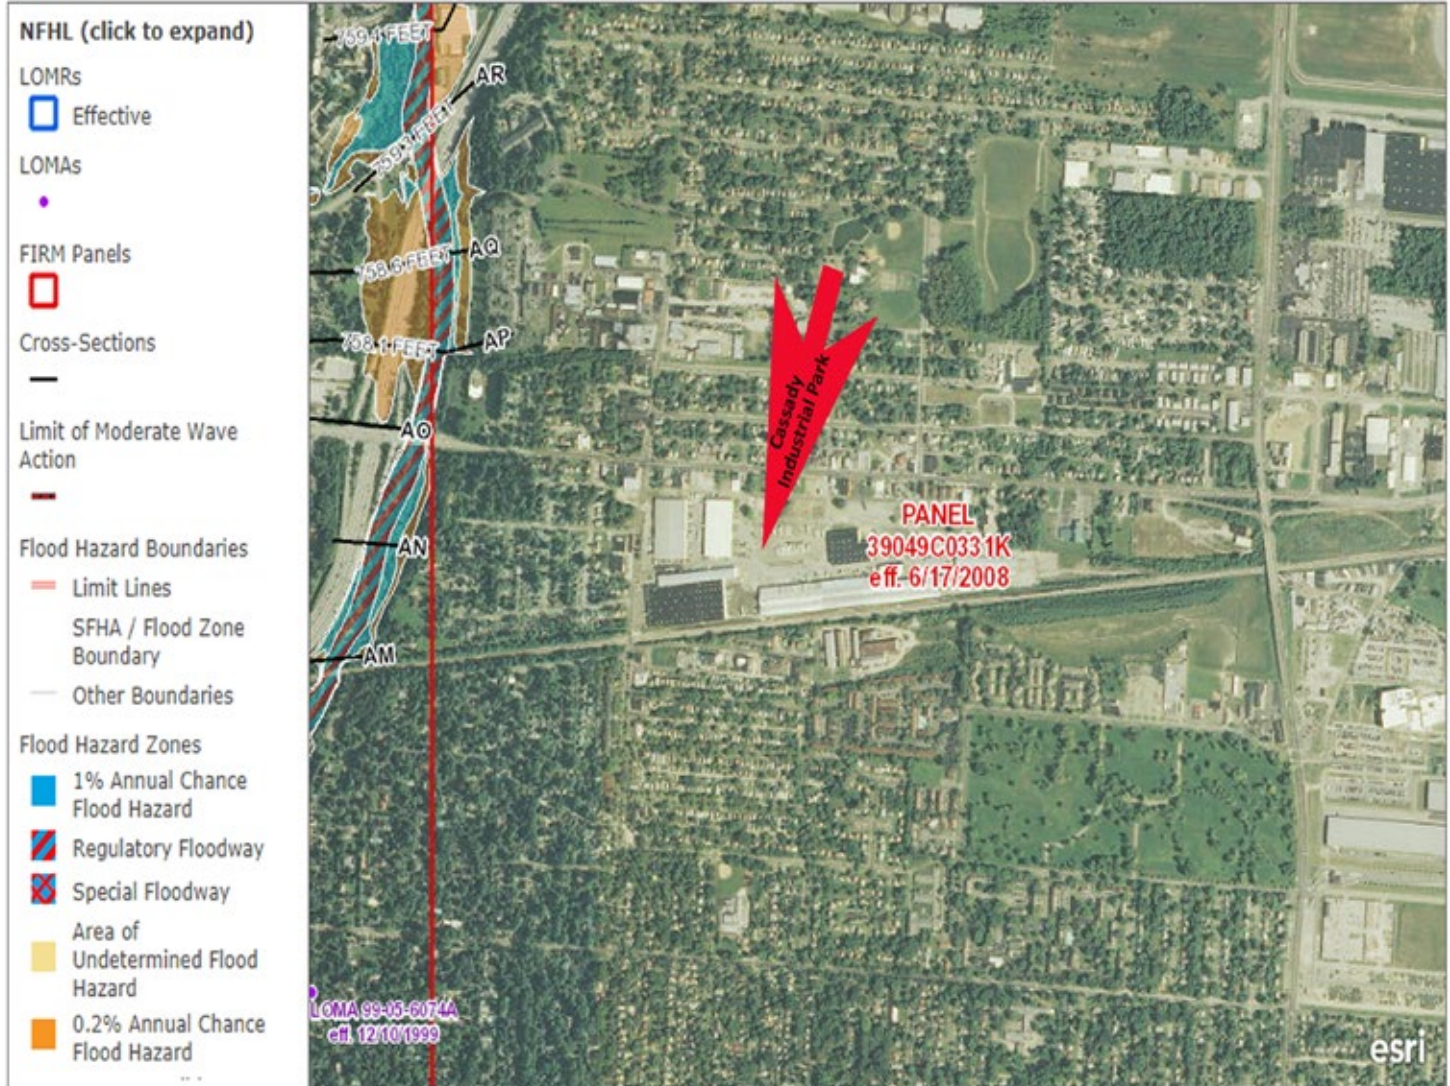 NFHL (click to expand)
LOMRs
Effective
LOMAs
FIRM Panels
Cross-Sections
Limit of Moderate Wave
Action
Flood Hazard Boundaries
Limit Lines
SFHA / Flood Zone
Boundary
Other Boundaries
Flood Hazard Zones
1% Annual Chance
Flood Hazard
Regulatory Floodway
Special Floodway
Area of
Undetermined Flood
Hazard
0.2% Annual Chance
Flood Hazard
759.4 FEET
AR
759.3 FEET
758.6 FEET
AQ
758.1 FEET
AP
AO
AN
AM
Cassady
Industrial Park
PANEL
39049C0331K
eff. 6/17/2008
LOMA 99-05-6074A
eff. 12/10/1999
esri